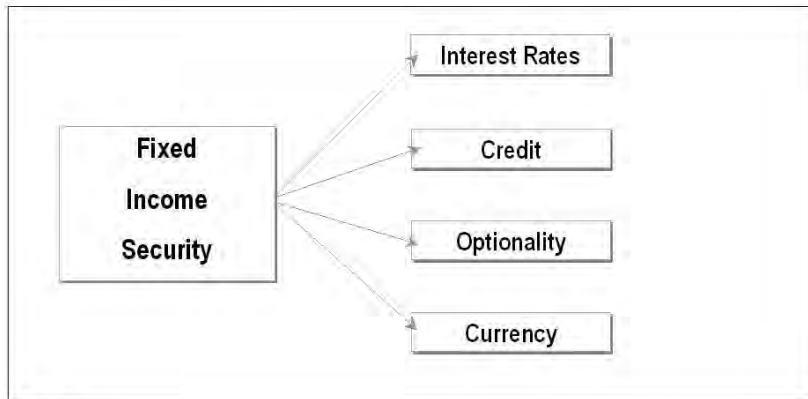 Fixed
Income
Security
Interest Rates
Credit
Optionality
Currency